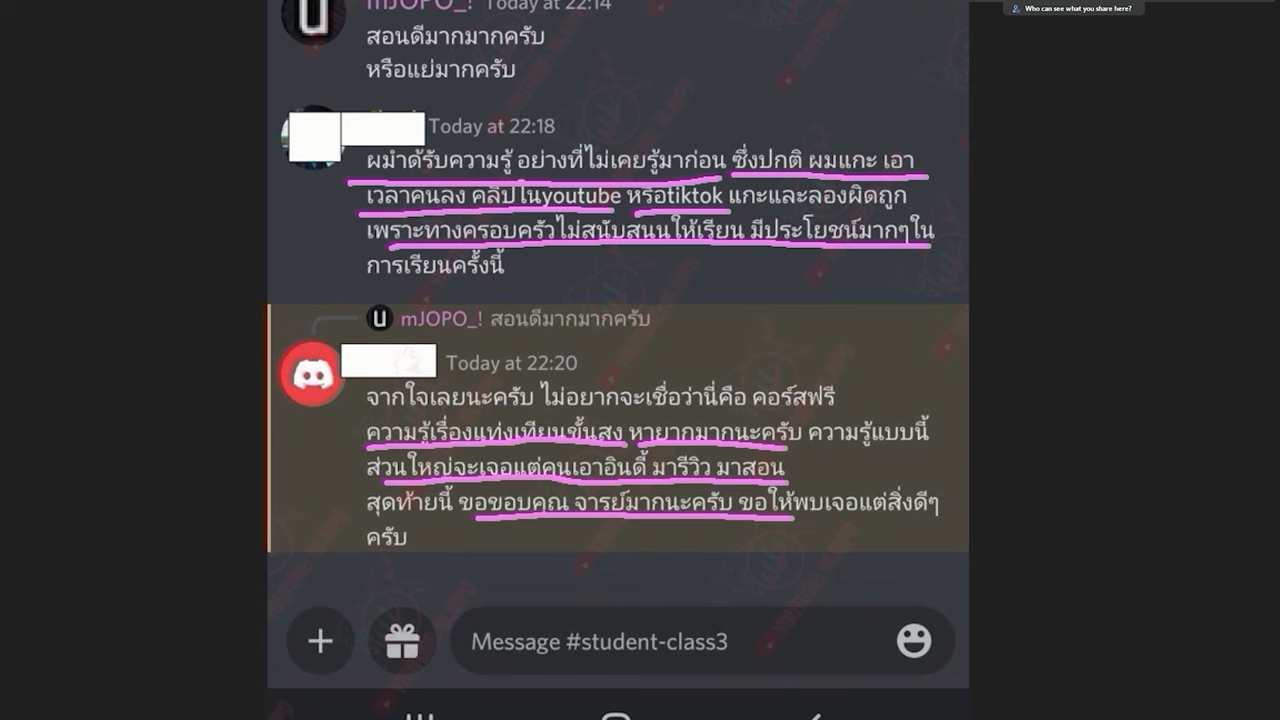 Who can see what you share here?
mJOPO_! Today at 22:14
สอนดีมากมากครับ
หรือแย่มากครับ
Today at 22:18
ผมำด้รับความรู้ อย่างที่ไม่เคยรู้มาก่อน ซึ่งปกติ ผมแกะ เอา
เวลาคนลง คลิปในyoutube หรือtiktok แกะและลองผิดถูก
เพราะทางครอบครัวไม่สนับสนนให้เรียน มีประโยชน์มากๆใน
การเรียนครั้งนี้
U mJOPO_! สอนดีมากมากครับ
Today at 22:20
จากใจเลยนะครับ ไม่อยากจะเชื่อว่านี่คือ คอร์สฟรี
ความรู้เรื่องแท่งเทียนขั้นสูง หายากมากนะครับ ความรู้แบบนี้
ส่วนใหญ่จะเจอแต่คนเอาอินดี้ มารีวิว มาสอน
สุดท้ายนี้ ขอขอบคุณ จารย์มากนะครับ ขอให้พบเจอแต่สิ่งดีๆ
ครับ
Message #student-class3